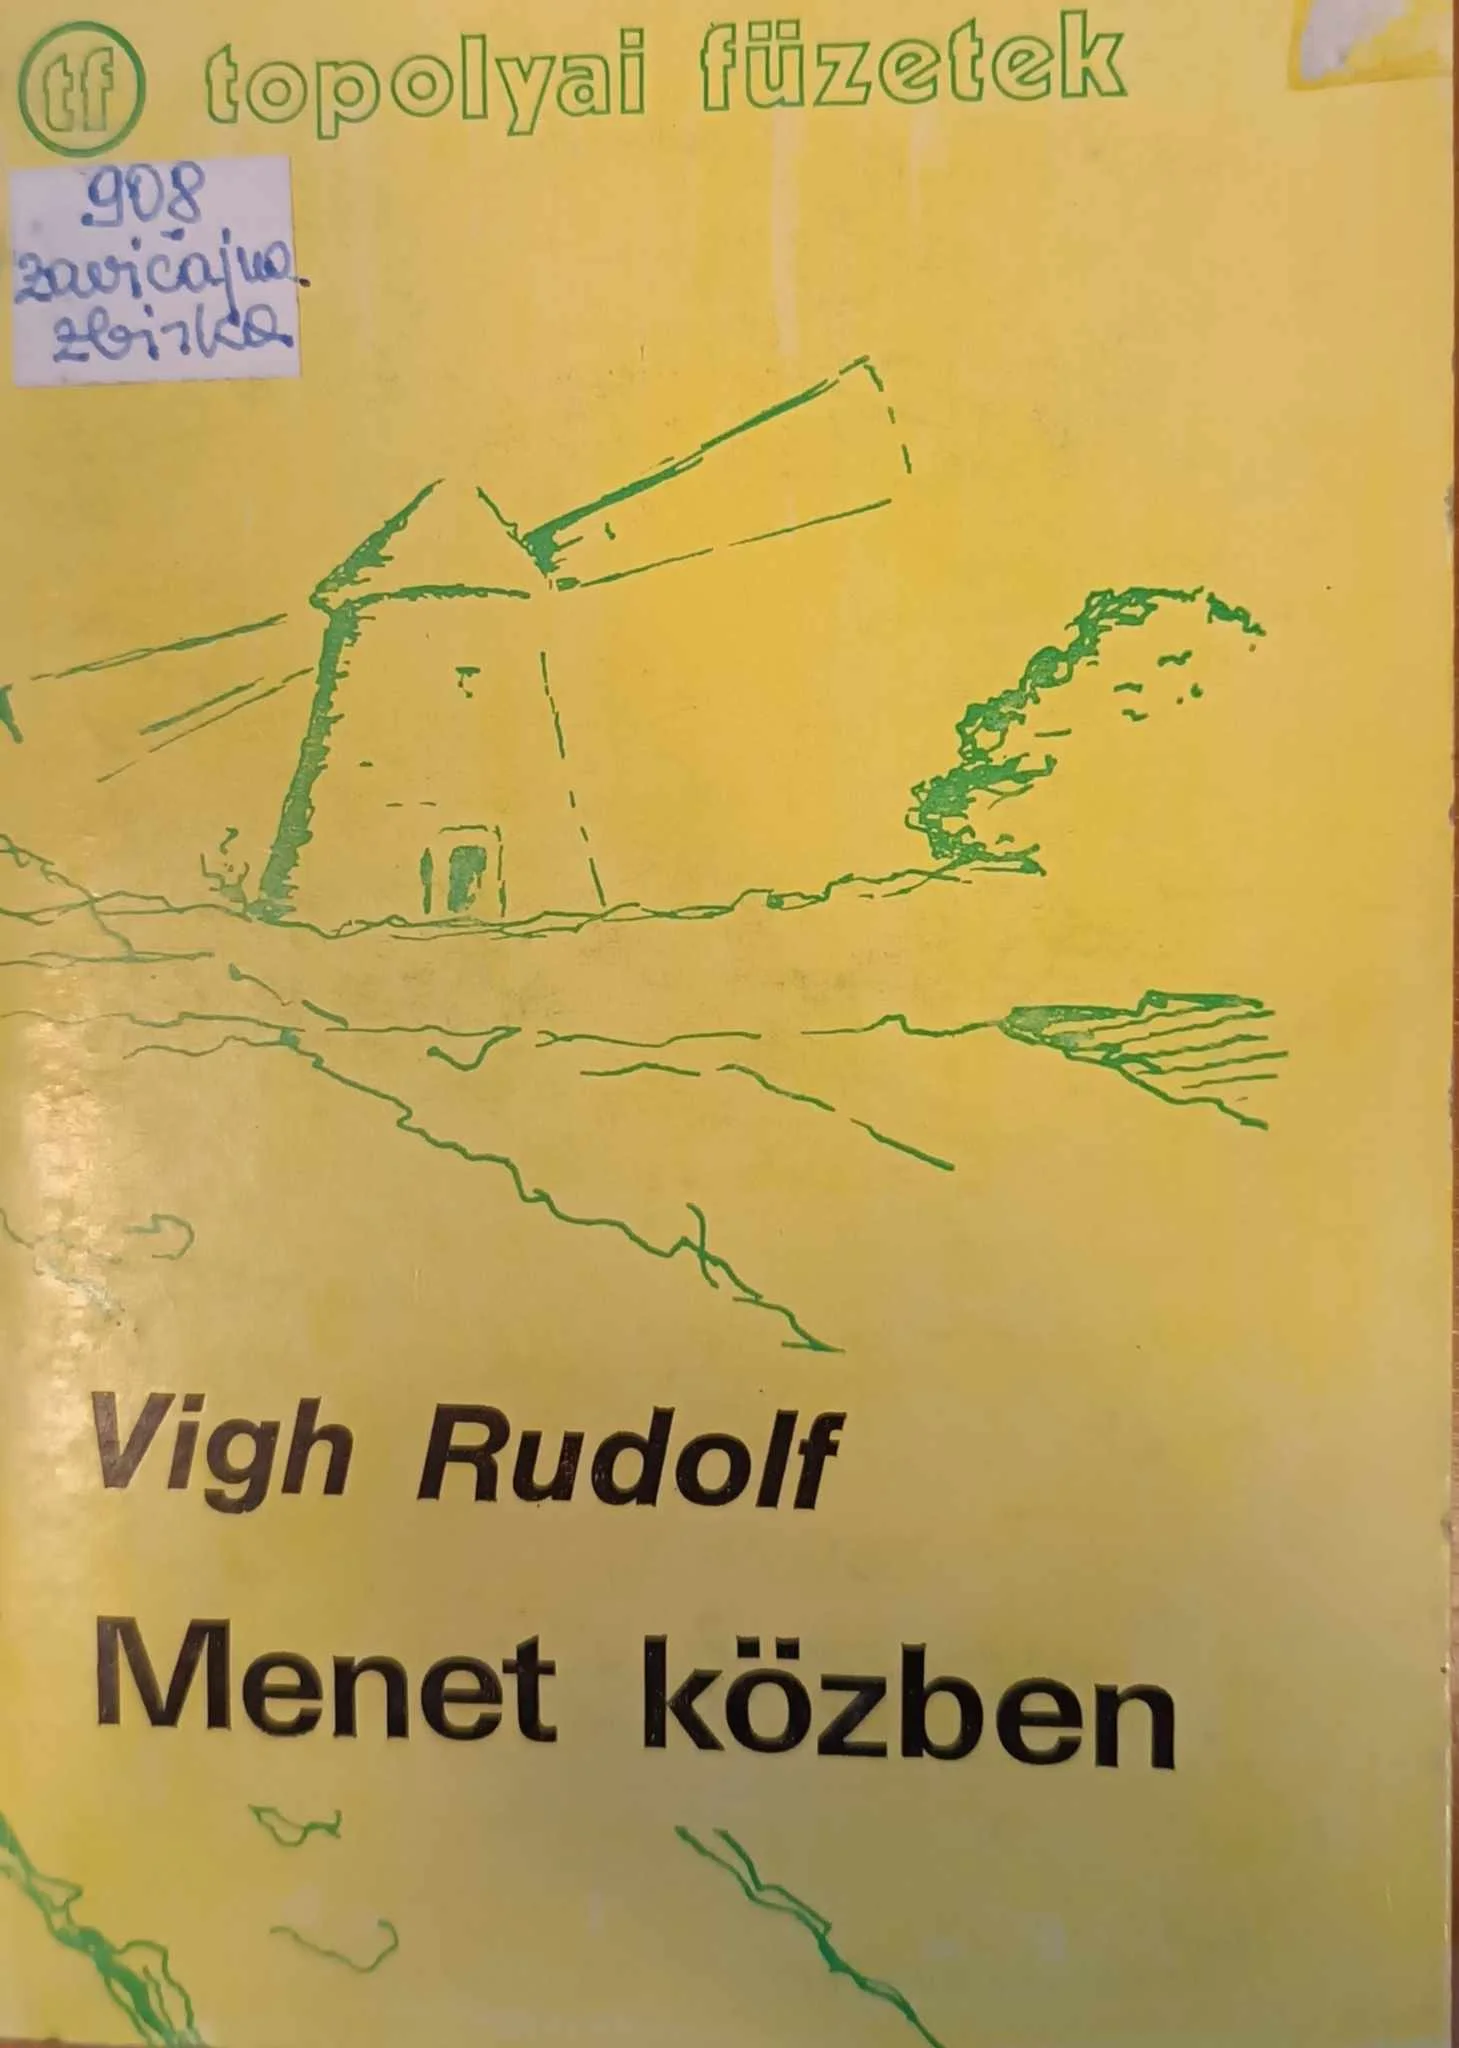 tf topolyai füzetek
908
zavičajna
zbirka
Vigh Rudolf
Menet közben